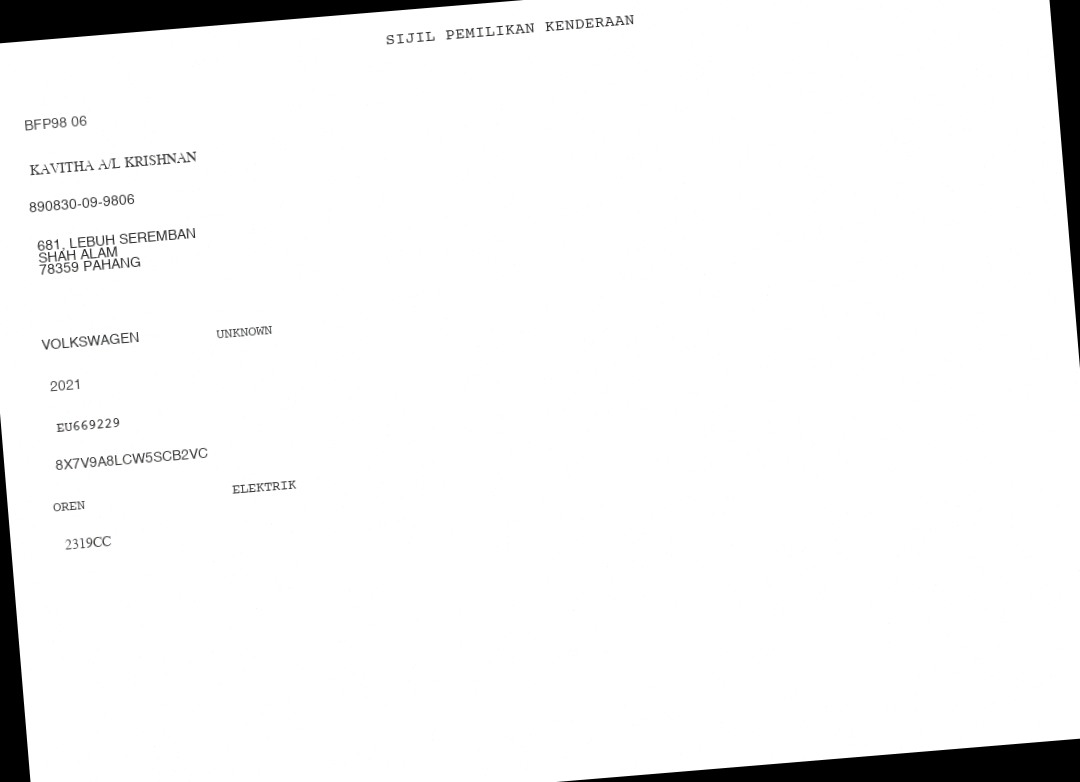 SIJIL PEMILIKAN KENDERAAN
BFP98 06
KAVITHA A/L KRISHNAN
890830-09-9806
681, LEBUH SEREMBAN
SHAH ALAM
78359 PAHANG
VOLKSWAGEN UNKNOWN
2021
EU669229
8X7V9A8LCW5SCB2VC
OREN ELEKTRIK
2319CC